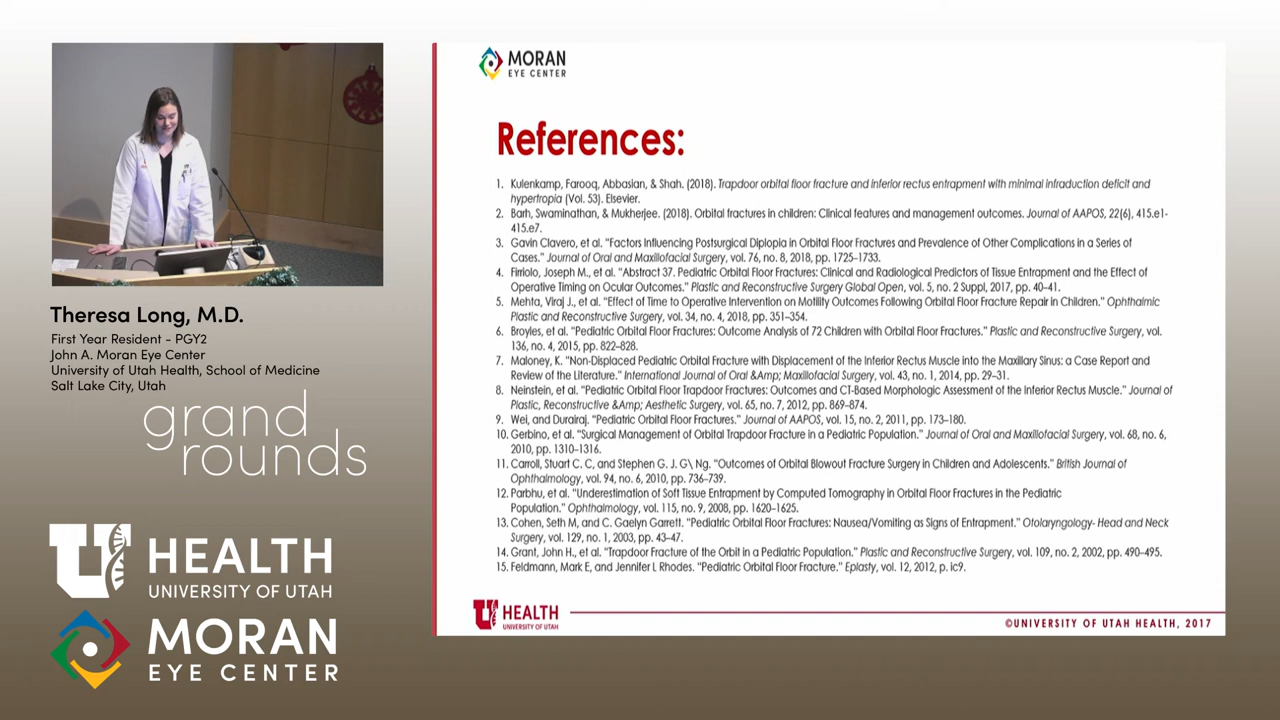 MORAN
EYE CENTER
References:
1. Kulenkamp, Farooq, Abbasian, & Shah. (2018). Trapdoor orbital floor fracture and inferior rectus entrapment with minimal infraduction deficit and
hypertropia (Vol. 53). Elsevier.
2. Barh, Swaminathan, & Mukherjee. (2018). Orbital fractures in children: Clinical features and management outcomes. Journal of AAPOS, 22(6), 415.e1-
415.e7.
3. Gavin Clavero, et al. "Factors Influencing Postsurgical Diplopia in Orbital Floor Fractures and Prevalence of Other Complications in a Series of
Cases." Journal of Oral and Maxillofacial Surgery, vol. 76, no. 8, 2018, pp. 1725–1733.
4. Firriolo, Joseph M., et al. "Abstract 37. Pediatric Orbital Floor Fractures: Clinical and Radiological Predictors of Tissue Entrapment and the Effect of
Operative Timing on Ocular Outcomes." Plastic and Reconstructive Surgery Global Open, vol. 5, no. 2 Suppl, 2017, pp. 40–41.
5. Mehta, Viraj J., et al. "Effect of Time to Operative Intervention on Motility Outcomes Following Orbital Floor Fracture Repair in Children." Ophthalmic
Plastic and Reconstructive Surgery, vol. 34, no. 4, 2018, pp. 351–354.
6. Broyles, et al. "Pediatric Orbital Floor Fractures: Outcome Analysis of 72 Children with Orbital Floor Fractures." Plastic and Reconstructive Surgery, vol.
136, no. 4, 2015, pp. 822–828.
7. Maloney, K. "Non-Displaced Pediatric Orbital Fracture with Displacement of the Inferior Rectus Muscle into the Maxillary Sinus: a Case Report and
Review of the Literature." International Journal of Oral &Amp; Maxillofacial Surgery, vol. 43, no. 1, 2014, pp. 29–31.
8. Neinstein, et al. "Pediatric Orbital Floor Trapdoor Fractures: Outcomes and CT-Based Morphologic Assessment of the Inferior Rectus Muscle." Journal of
Plastic, Reconstructive &Amp; Aesthetic Surgery, vol. 65, no. 7, 2012, pp. 869–874.
9. Wei, and Durairaj. "Pediatric Orbital Floor Fractures." Journal of AAPOS, vol. 15, no. 2, 2011, pp. 173–180.
10. Gerbino, et al. "Surgical Management of Orbital Trapdoor Fracture in a Pediatric Population." Journal of Oral and Maxillofacial Surgery, vol. 68, no. 6,
2010, pp. 1310–1316.
11. Carroll, Stuart C. C, and Stephen G. J. G\ Ng. "Outcomes of Orbital Blowout Fracture Surgery in Children and Adolescents." British Journal of
Ophthalmology, vol. 94, no. 6, 2010, pp. 736–739.
12. Parbhu, et al. "Underestimation of Soft Tissue Entrapment by Computed Tomography in Orbital Floor Fractures in the Pediatric
Population." Ophthalmology, vol. 115, no. 9, 2008, pp. 1620–1625.
13. Cohen, Seth M, and C. Gaelyn Garrett. "Pediatric Orbital Floor Fractures: Nausea/Vomiting as Signs of Entrapment." Otolaryngology- Head and Neck
Surgery, vol. 129, no. 1, 2003, pp. 43–47.
14. Grant, John H., et al. "Trapdoor Fracture of the Orbit in a Pediatric Population." Plastic and Reconstructive Surgery, vol. 109, no. 2, 2002, pp. 490–495.
15. Feldmann, Mark E, and Jennifer L Rhodes. "Pediatric Orbital Floor Fracture." Eplasty, vol. 12, 2012, p. ic9.
U HEALTH
UNIVERSITY OF UTAH
©UNIVERSITY OF UTAH HEALTH, 2017
Theresa Long, M.D.
First Year Resident - PGY2
John A. Moran Eye Center
University of Utah Health, School of Medicine
Salt Lake City, Utah
grand
rounds
U HEALTH
UNIVERSITY OF UTAH
MORAN
EYE CENTER